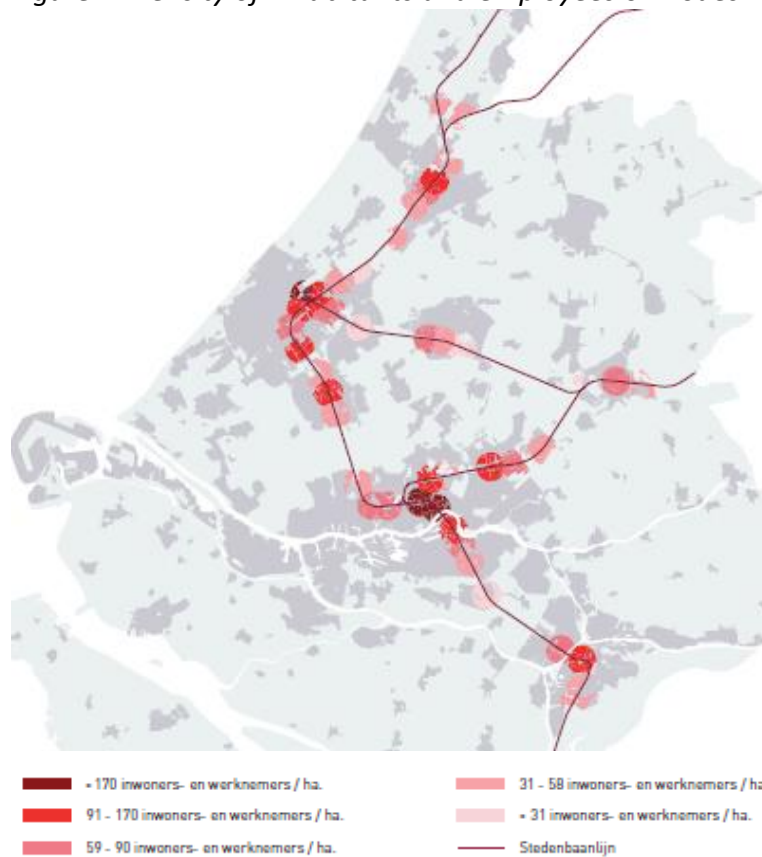 170 inwoners- en werknemers / ha.
91 - 170 inwoners- en werknemers / ha.
59 - 90 inwoners- en werknemers / ha.
31 - 58 inwoners- en werknemers / ha
31 inwoners- en werknemers / ha.
Stedenbaanlijn